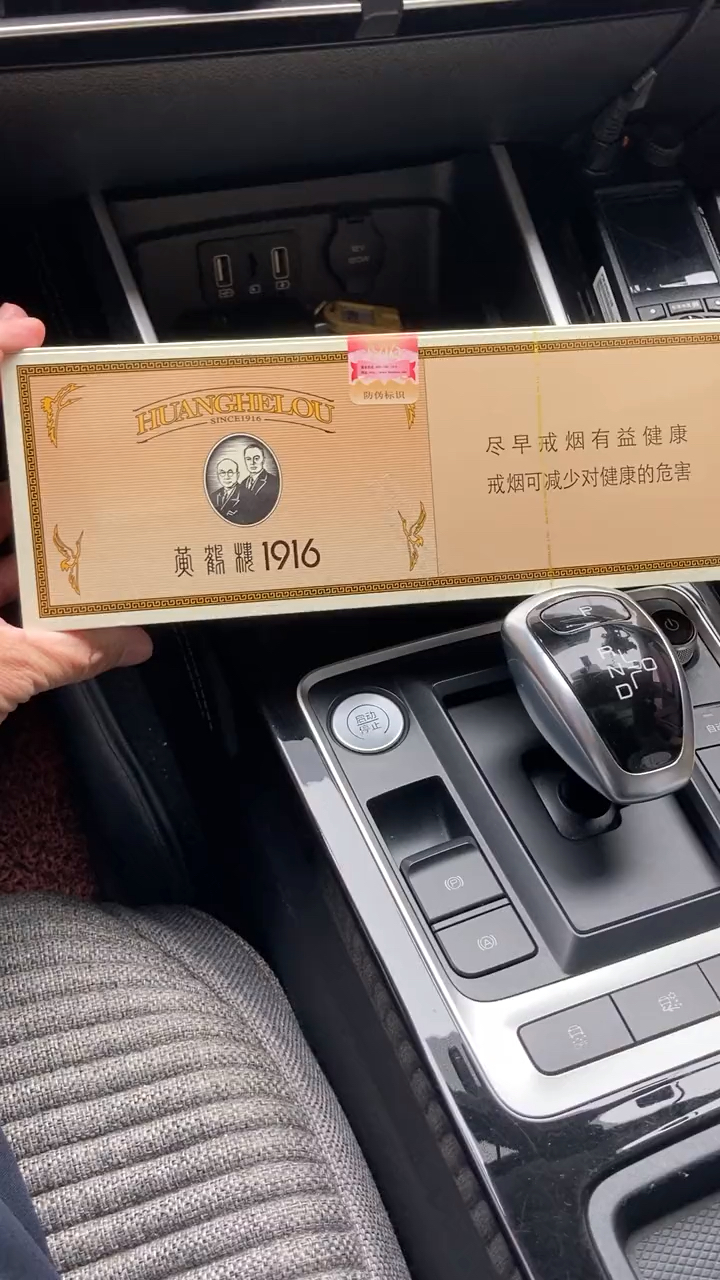 1916
防伪标识
HUANGHELOU
SINCE1916
黄鹤楼1916
尽早戒烟有益健康
戒烟可减少对健康的危害
P
R
N
D
启动
停止
(P)
(A)